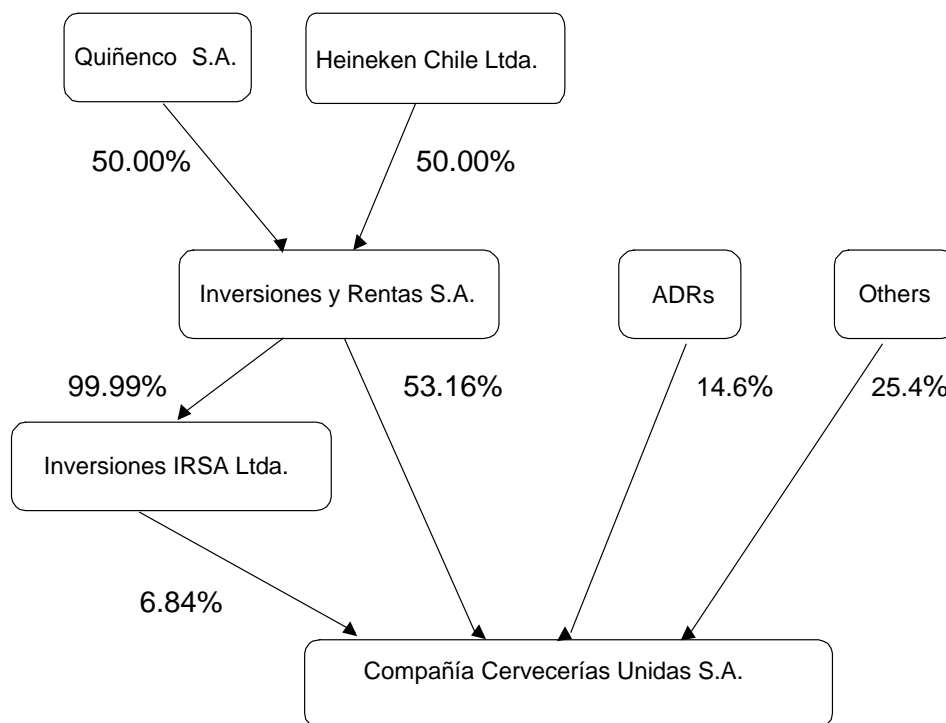 Quiñenco S.A.
Heineken Chile Ltda.
50.00%
50.00%
Inversiones y Rentas S.A.
ADRs
Others
99.99%
53.16%
14.6%
25.4%
Inversiones IRSA Ltda.
6.84%
Compañía Cervecerías Unidas S.A.